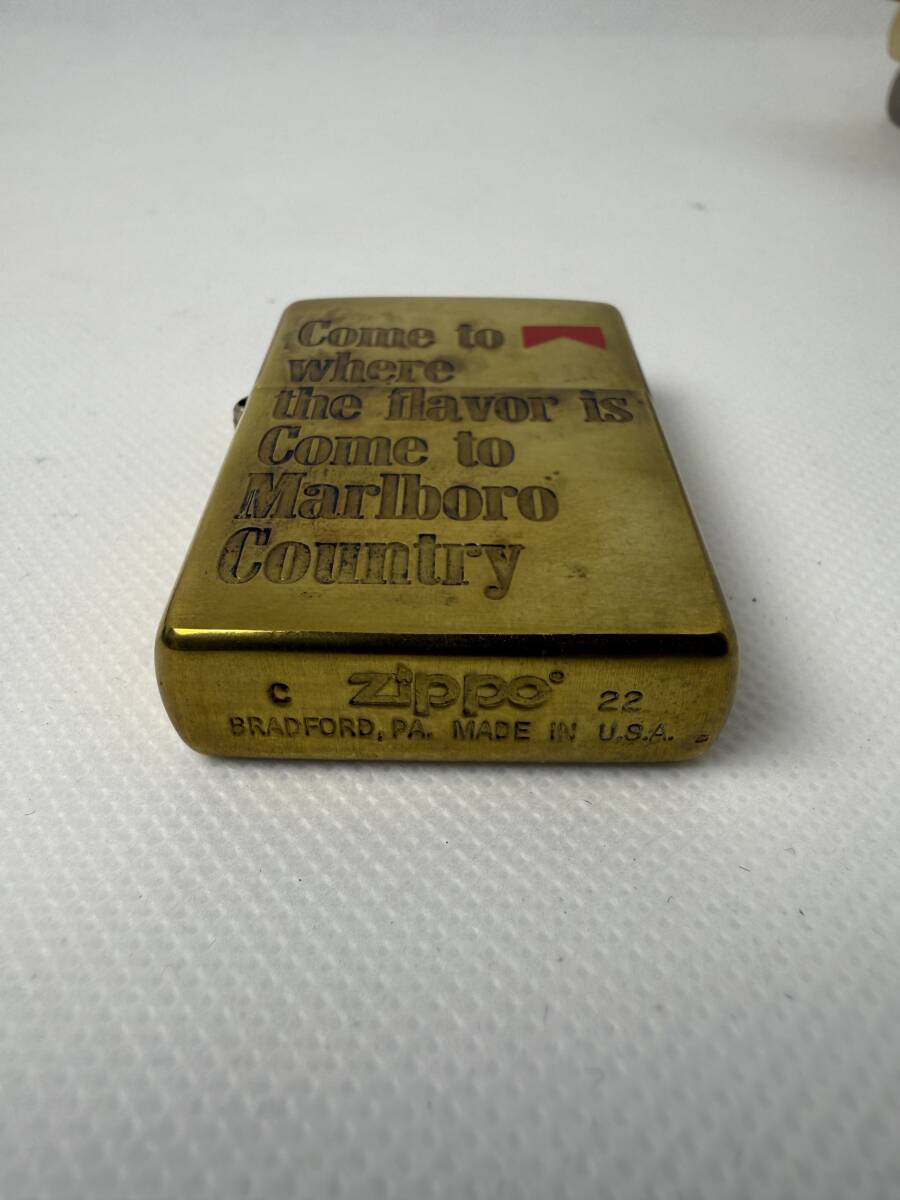 Come to
where
the flavor is
Come to
Marlboro
Country
C zippo 22
BRADFORD, PA. MADE IN U.S.A.